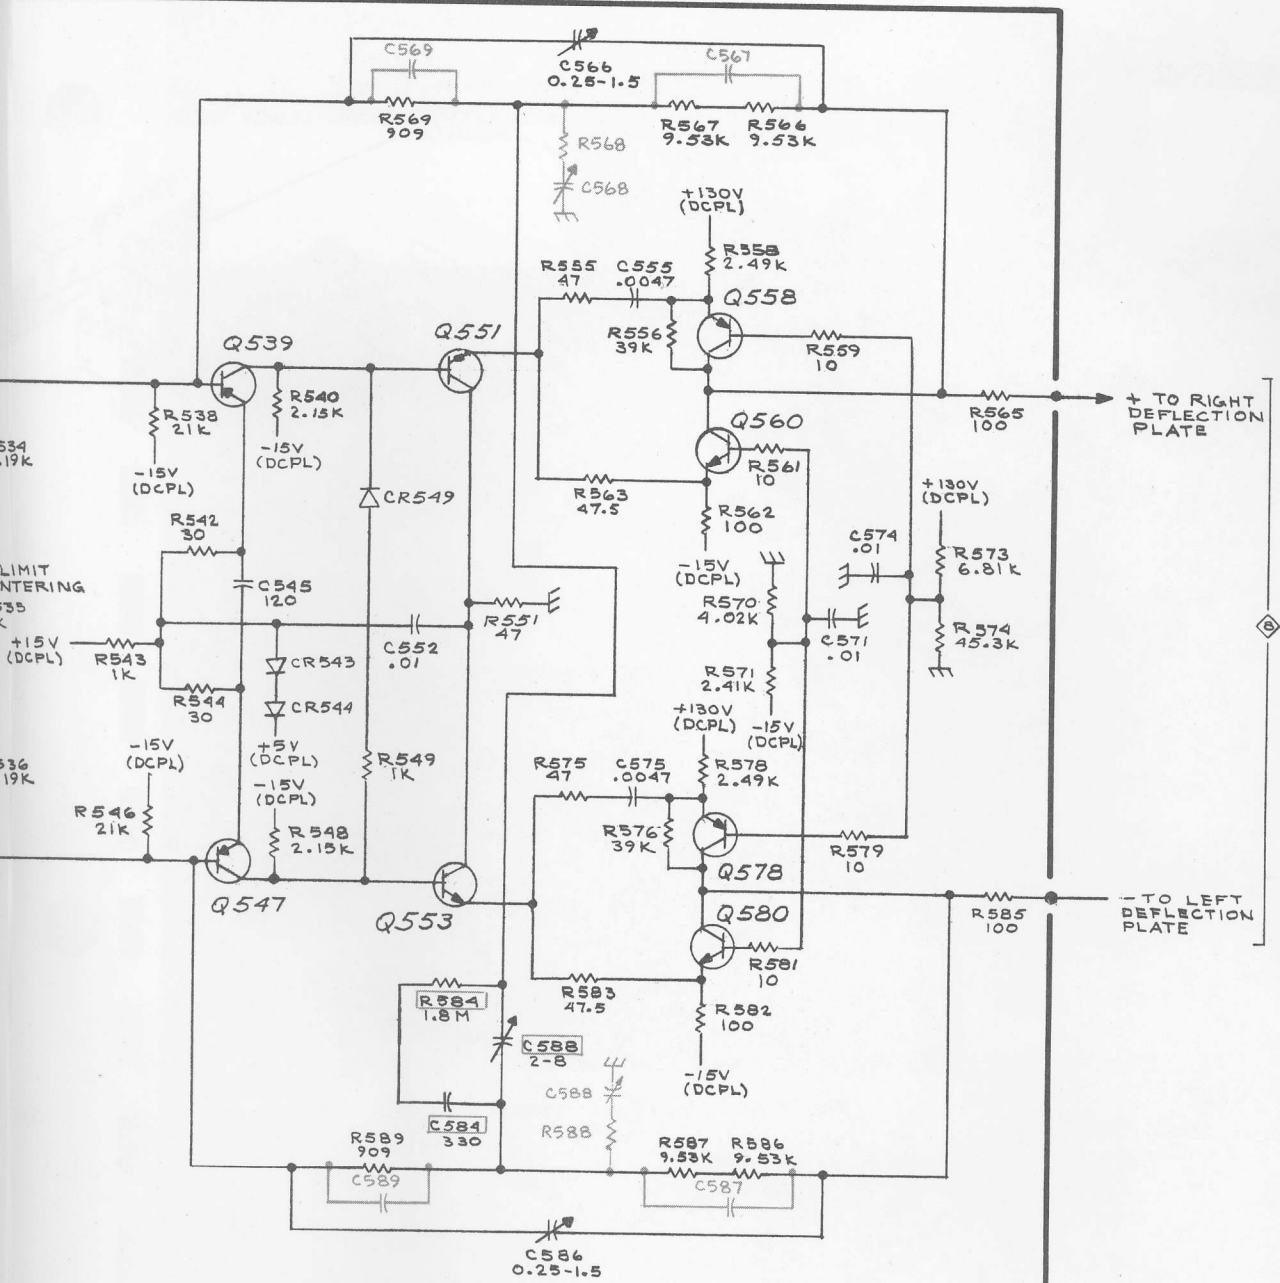 C569
C566
0.25-1.5
C567
R569
909
R567
9.53K
R566
9.53K
R568
C568
+130V
(DCPL)
R558
2.49K
R555
47
C555
.0047
Q558
R556
39K
R559
10
Q539
Q551
R538
21K
R540
2.15K
-15V
(DCPL)
-15V
(DCPL)
534
.19K
CR549
Q560
R561
10
R565
100
+ TO RIGHT
DEFLECTION
PLATE
R563
47.5
R562
100
-15V
(DCPL)
+130V
(DCPL)
R542
30
C574
.01
R573
6.81K
LIMIT
NTERING
535
K
C545
120
R570
4.02K
+15V
(DCPL)
R543
1K
CR543
C552
.01
R551
47
C571
.01
R574
45.3K
B
R544
30
CR544
R571
2.41K
-15V
(DCPL)
+130V
(DCPL)
+5V
(DCPL)
-15V
(DCPL)
536
19K
-15V
(DCPL)
R549
1K
R575
47
C575
.0047
R578
2.49K
R546
21K
R548
2.15K
R576
39K
R579
10
Q578
Q547
Q553
Q580
R585
100
- TO LEFT
DEFLECTION
PLATE
R581
10
R584
1.8M
R583
47.5
R582
100
C588
2-8
-15V
(DCPL)
C588
C584
330
R588
R589
909
C589
R587
9.53K
R586
9.53K
C587
C586
0.25-1.5